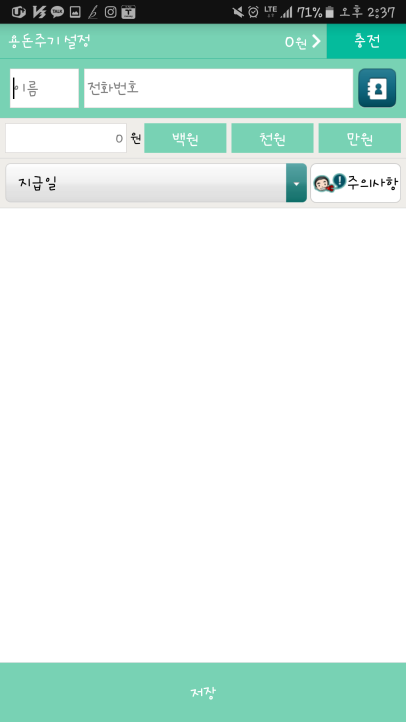 LTE 71% 오후 2:37
용돈주기 설정 0원 충전
이름 전화번호
0 원 백원 천원 만원
지급일 주의사항
저장